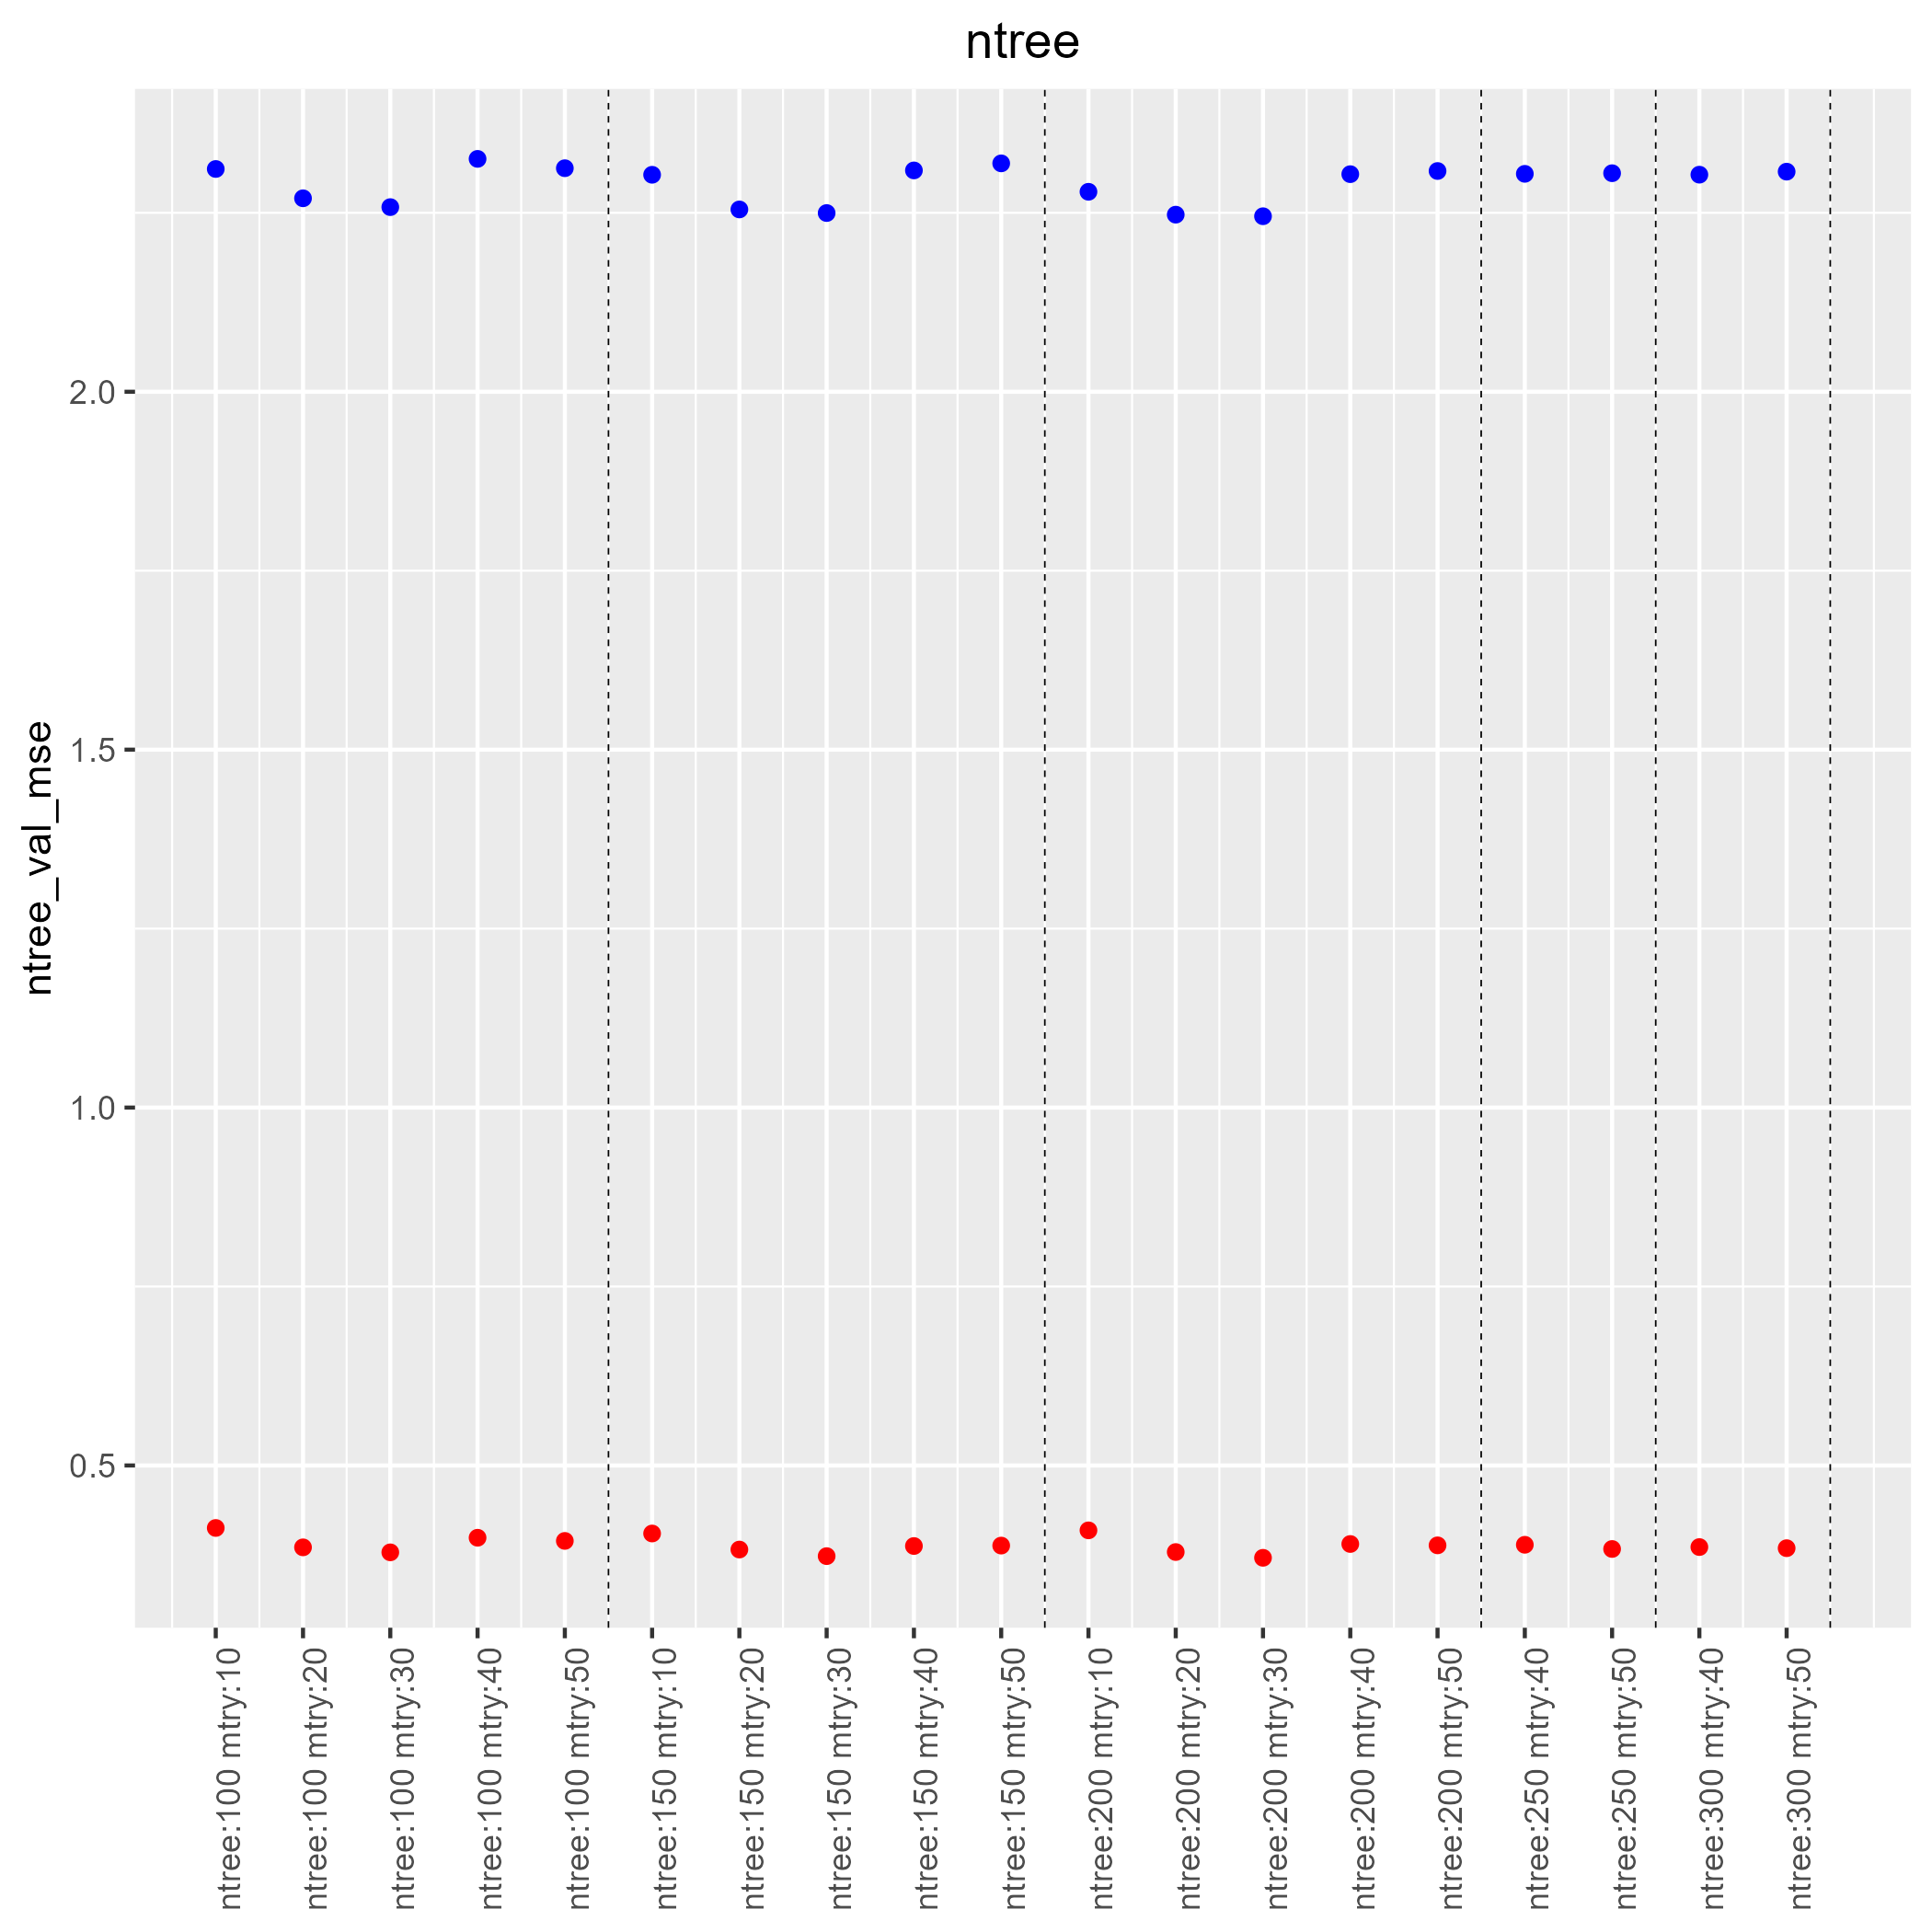 ntree
ntree_val_mse
2.0
1.5
1.0
0.5
ntree:100 mtry:10
ntree:100 mtry:20
ntree:100 mtry:30
ntree:100 mtry:40
ntree:100 mtry:50
ntree:150 mtry:10
ntree:150 mtry:20
ntree:150 mtry:30
ntree:150 mtry:40
ntree:150 mtry:50
ntree:200 mtry:10
ntree:200 mtry:20
ntree:200 mtry:30
ntree:200 mtry:40
ntree:200 mtry:50
ntree:250 mtry:40
ntree:250 mtry:50
ntree:300 mtry:40
ntree:300 mtry:50